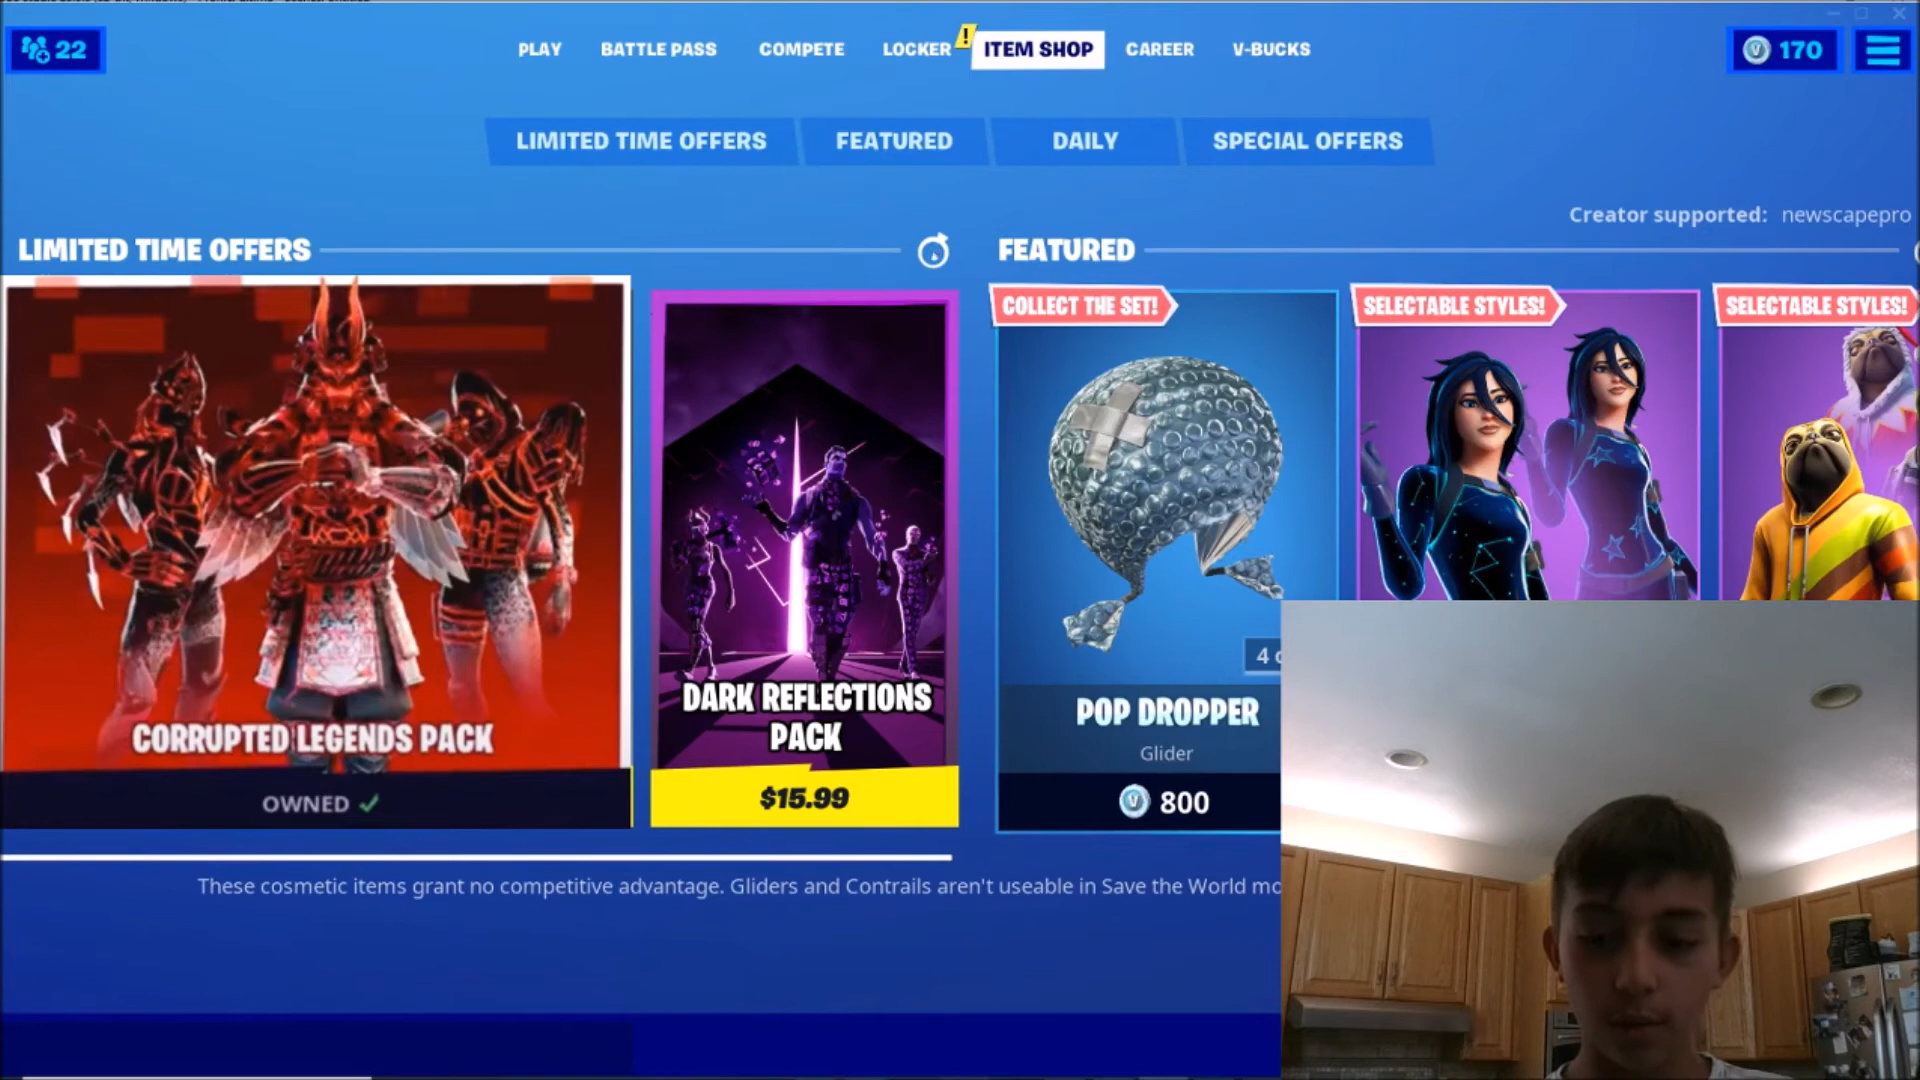 22
PLAY
BATTLE PASS
COMPETE
LOCKER
!
ITEM SHOP
CAREER
V-BUCKS
V 170
LIMITED TIME OFFERS
FEATURED
DAILY
SPECIAL OFFERS
Creator supported: newscapepro
LIMITED TIME OFFERS
FEATURED
COLLECT THE SET!
SELECTABLE STYLES!
SELECTABLE STYLES!
CORRUPTED LEGENDS PACK
OWNED
DARK REFLECTIONS
PACK
$15.99
4
POP DROPPER
Glider
V 800
These cosmetic items grant no competitive advantage. Gliders and Contrails aren't useable in Save the World